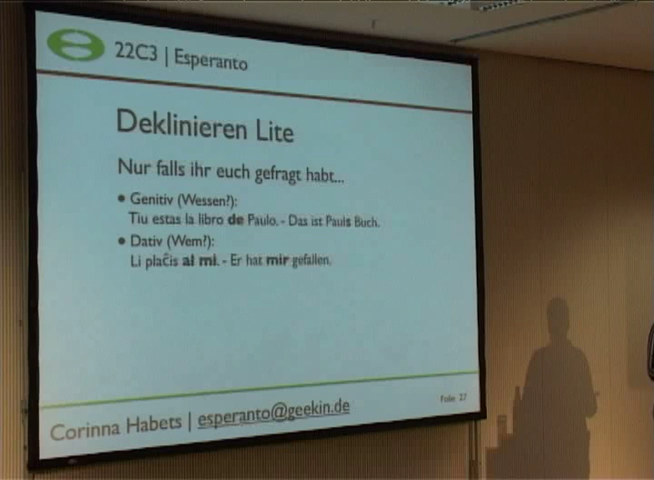 22C3 | Esperanto
Deklinieren Lite
Nur falls ihr euch gefragt habt...
• Genitiv (Wessen?):
Tiu estas la libro de Paulo. - Das ist Pauls Buch.
• Dativ (Wem?):
Li plaĉis al mi. - Er hat mir gefallen.
Folie 27
Corinna Habets | esperanto@geekin.de